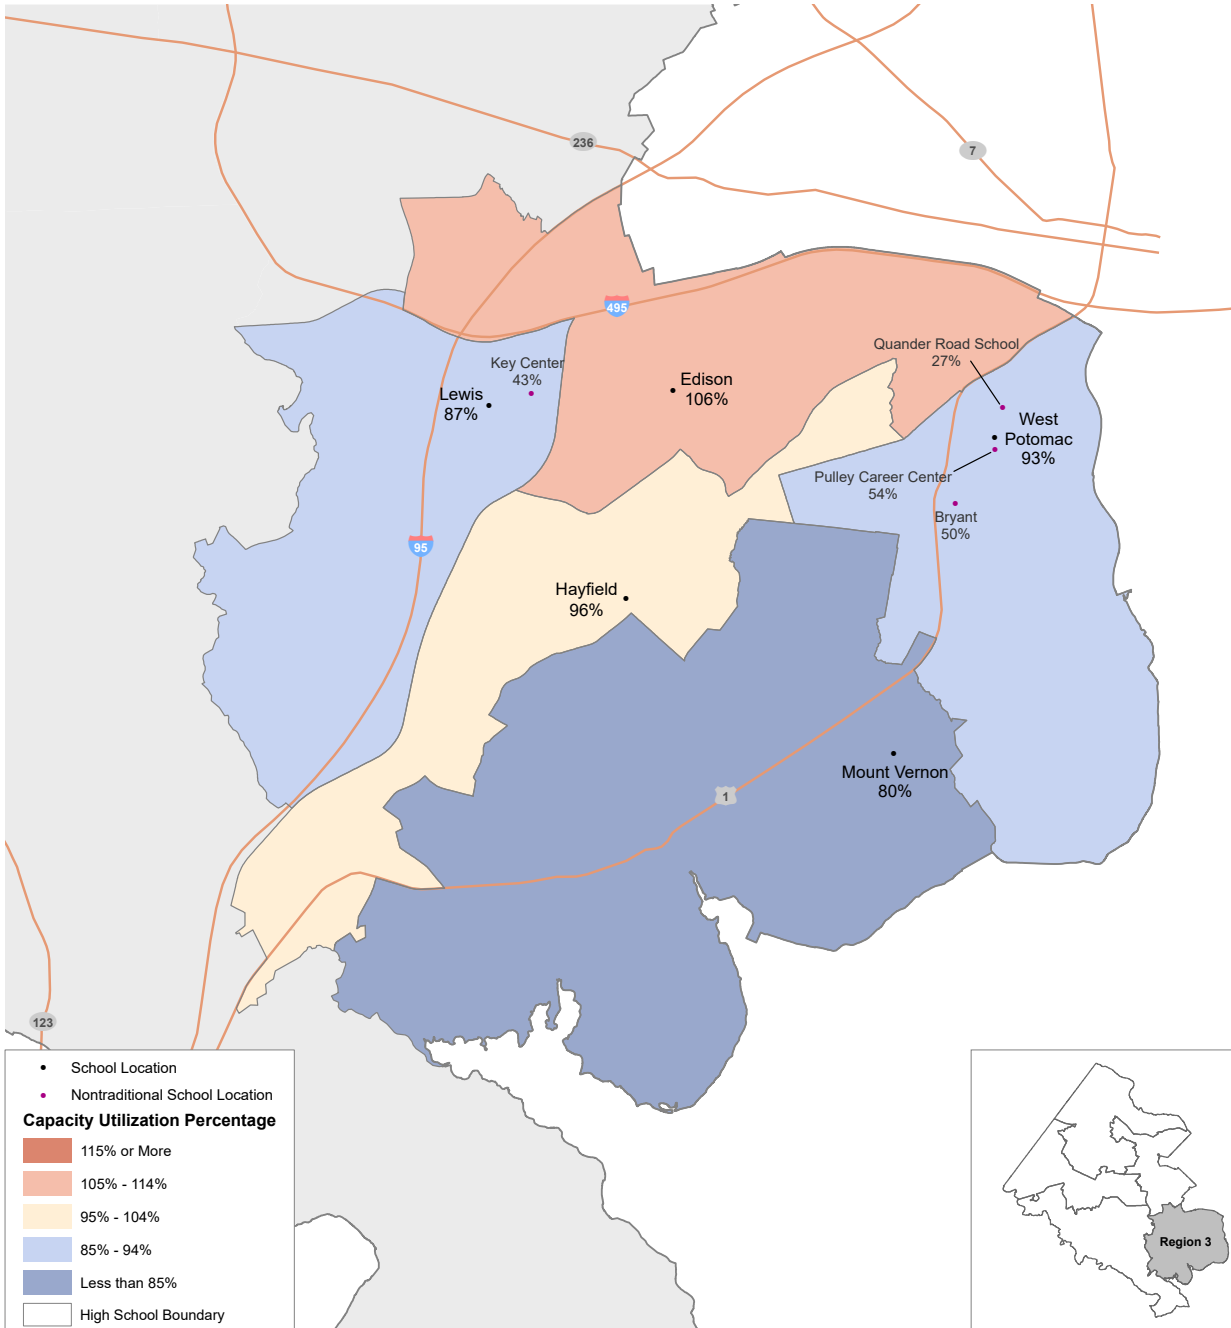 236
7
495
Quander Road School
27%
Key Center
43%
Edison
106%
Lewis
87%
West
Potomac
93%
Pulley Career Center
54%
Bryant
50%
95
Hayfield
96%
Mount Vernon
80%
1
123
School Location
Nontraditional School Location
Capacity Utilization Percentage
115% or More
105% - 114%
95% - 104%
85% - 94%
Less than 85%
High School Boundary
Region 3